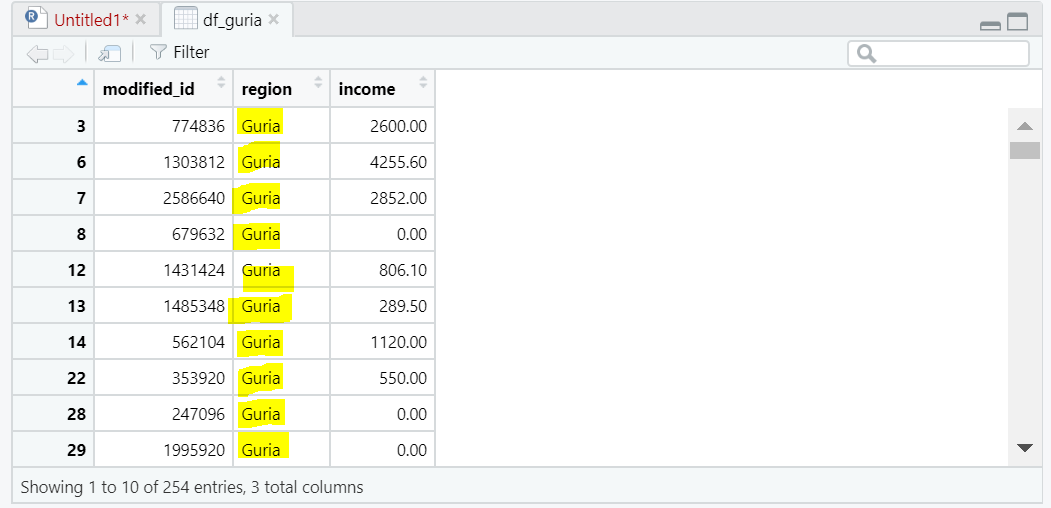 Untitled1* df_guria
Filter
modified_id region income
3 774836 Guria 2600.00
6 1303812 Guria 4255.60
7 2586640 Guria 2852.00
8 679632 Guria 0.00
12 1431424 Guria 806.10
13 1485348 Guria 289.50
14 562104 Guria 1120.00
22 353920 Guria 550.00
28 247096 Guria 0.00
29 1995920 Guria 0.00
Showing 1 to 10 of 254 entries, 3 total columns